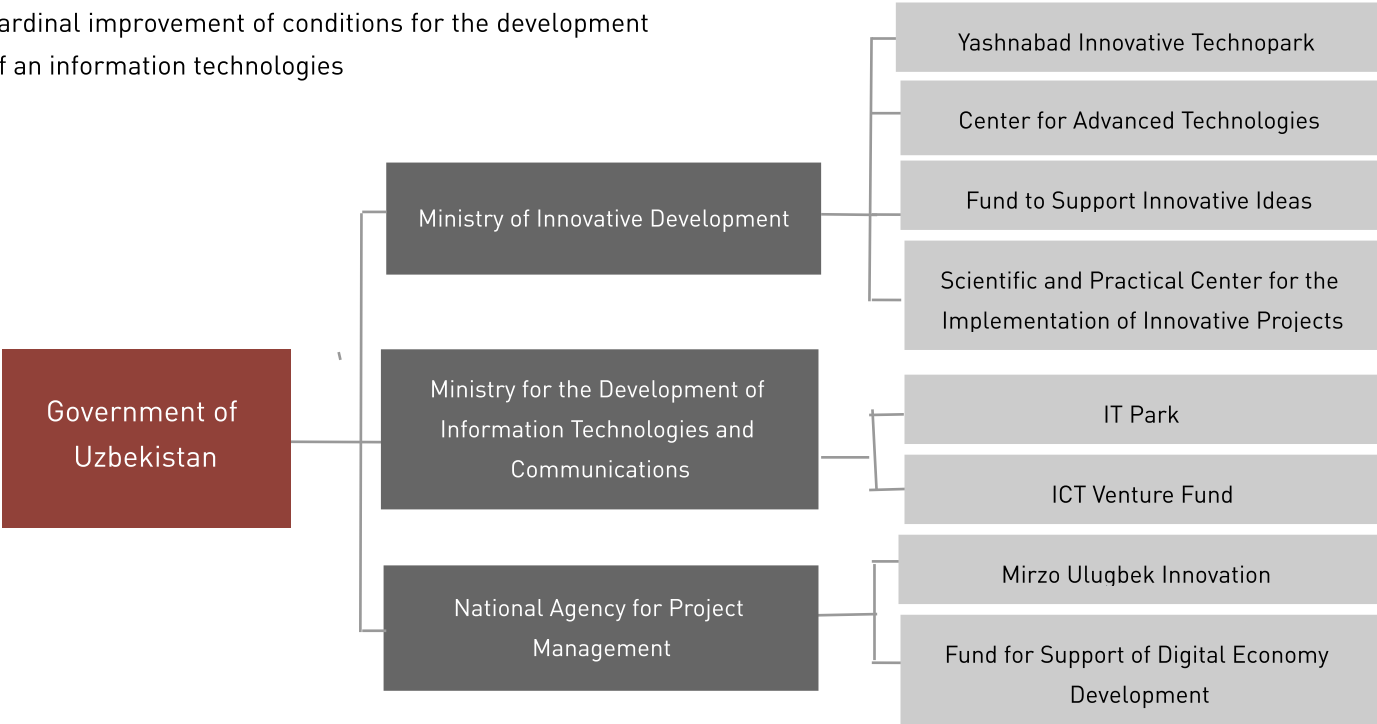 ardinal improvement of conditions for the development
f an information technologies
Yashnabad Innovative Technopark
Center for Advanced Technologies
Ministry of Innovative Development
Fund to Support Innovative Ideas
Scientific and Practical Center for the
Implementation of Innovative Projects
Government of
Uzbekistan
Ministry for the Development of
Information Technologies and
Communications
IT Park
ICT Venture Fund
National Agency for Project
Management
Mirzo Ulugbek Innovation
Fund for Support of Digital Economy
Development